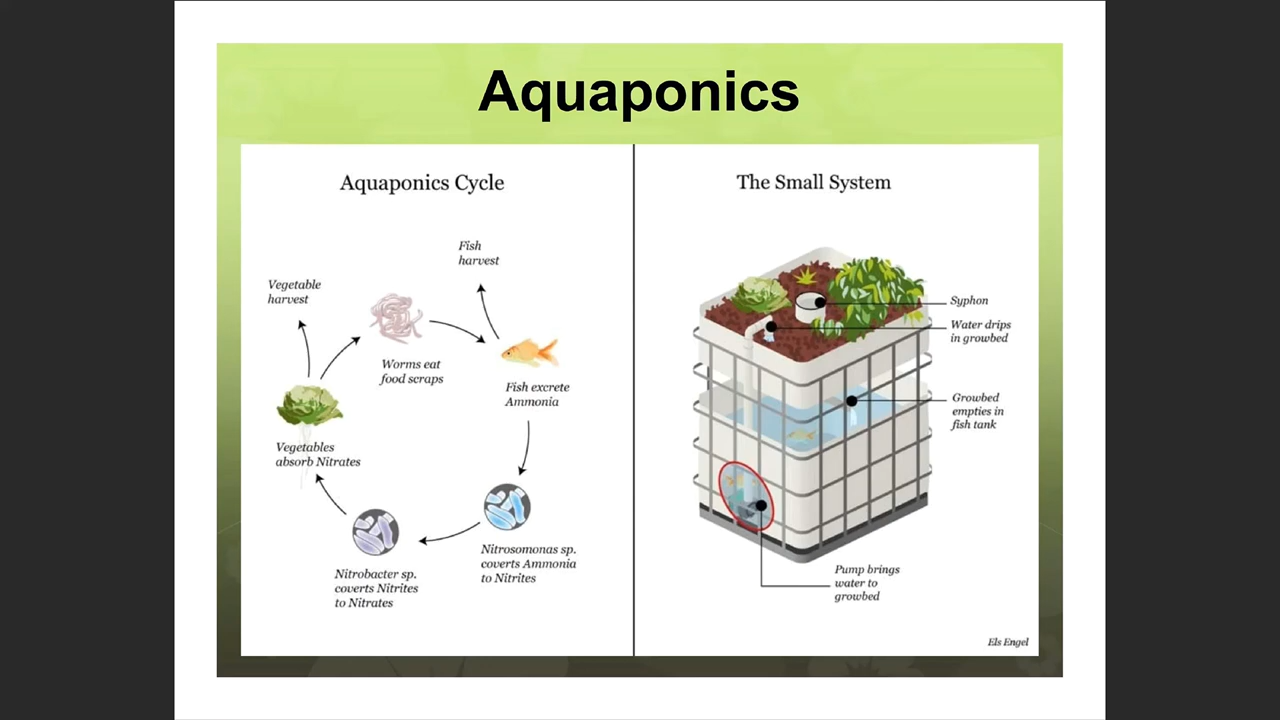 Aquaponics
Aquaponics Cycle
Fish
harvest
Vegetable
harvest
Worms eat
food scraps
Fish excrete
Ammonia
Vegetables
absorb Nitrates
Nitrosomonas sp.
coverts Ammonia
to Nitrites
Nitrobacter sp.
coverts Nitrites
to Nitrates
The Small System
Syphon
Water drips
in growbed
Growbed
empties in
fish tank
Pump brings
water to
growbed
Els Engel